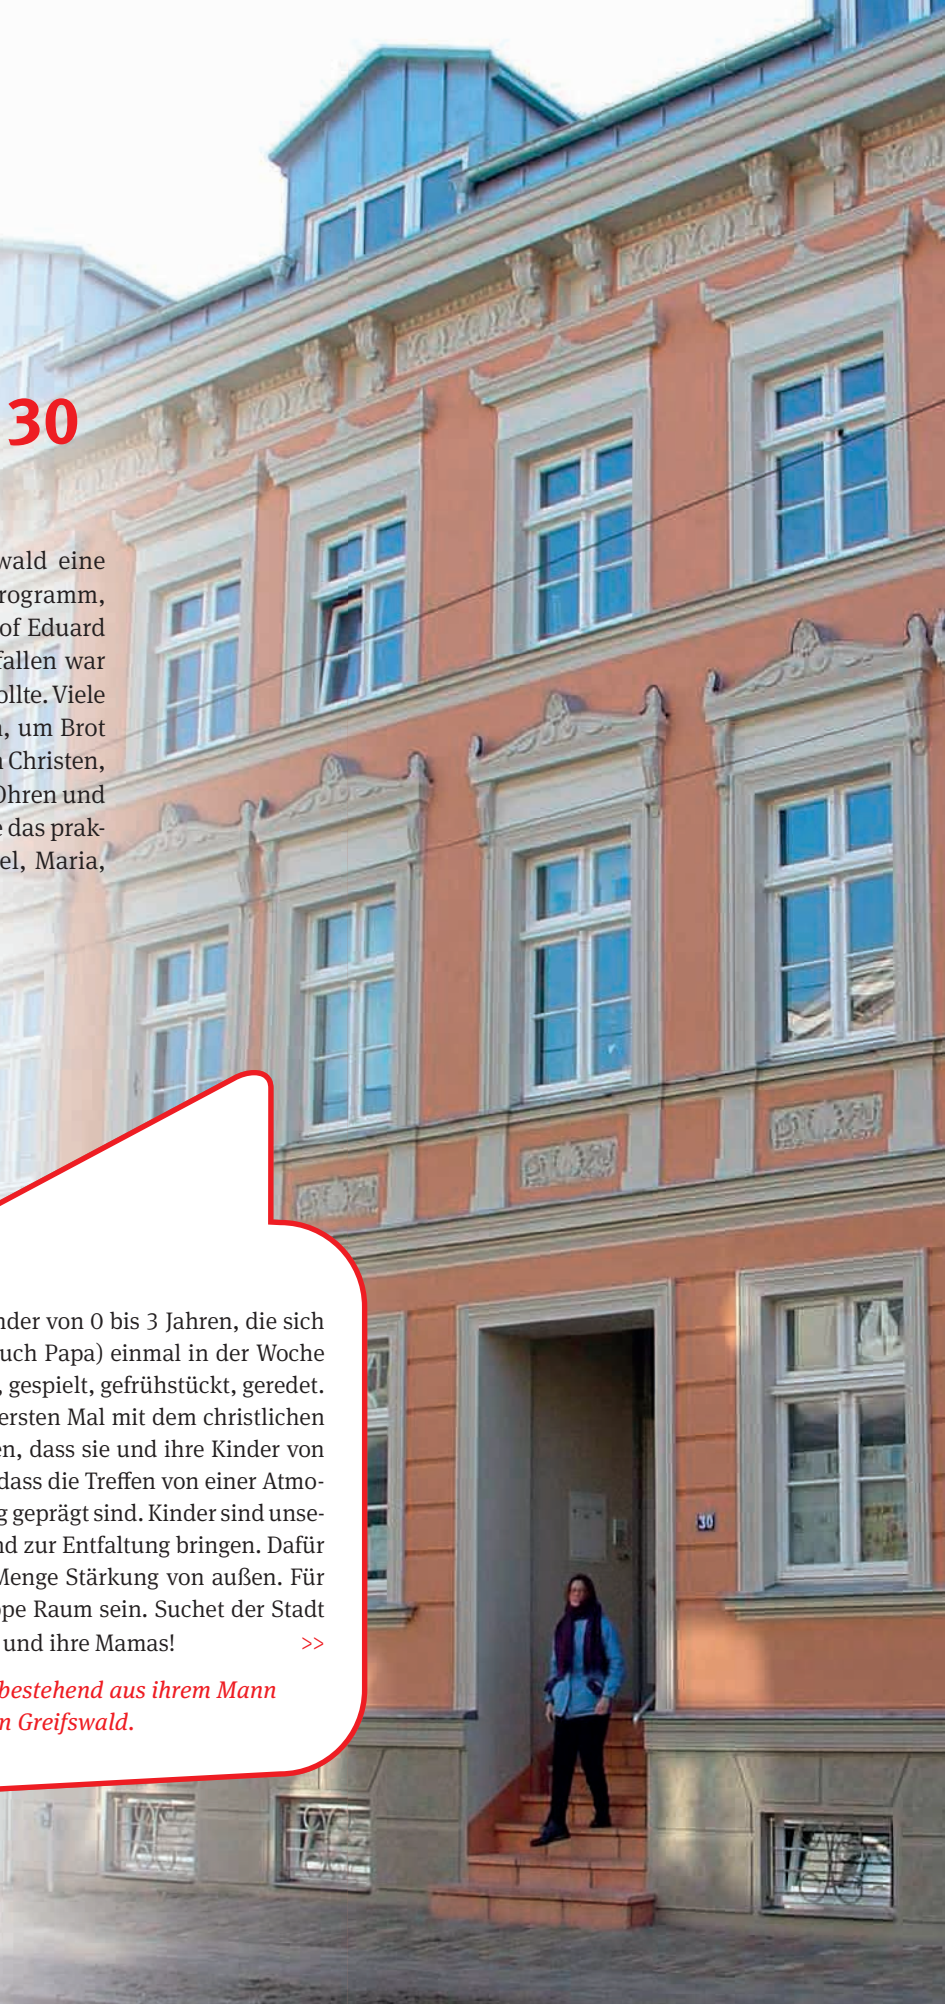 30
wald eine
rogramm,
of Eduard
fallen war
ollte. Viele
, um Brot
Christen,
Ohren und
e das prak-
el, Maria,
nder von 0 bis 3 Jahren, die sich
uch Papa) einmal in der Woche
, gespielt, gefrühstückt, geredet.
ersten Mal mit dem christlichen
en, dass sie und ihre Kinder von
dass die Treffen von einer Atmo-
g geprägt sind. Kinder sind unse-
nd zur Entfaltung bringen. Dafür
Menge Stärkung von außen. Für
ppe Raum sein. Suchet der Stadt
und ihre Mamas! >>
bestehend aus ihrem Mann
n Greifswald.
30